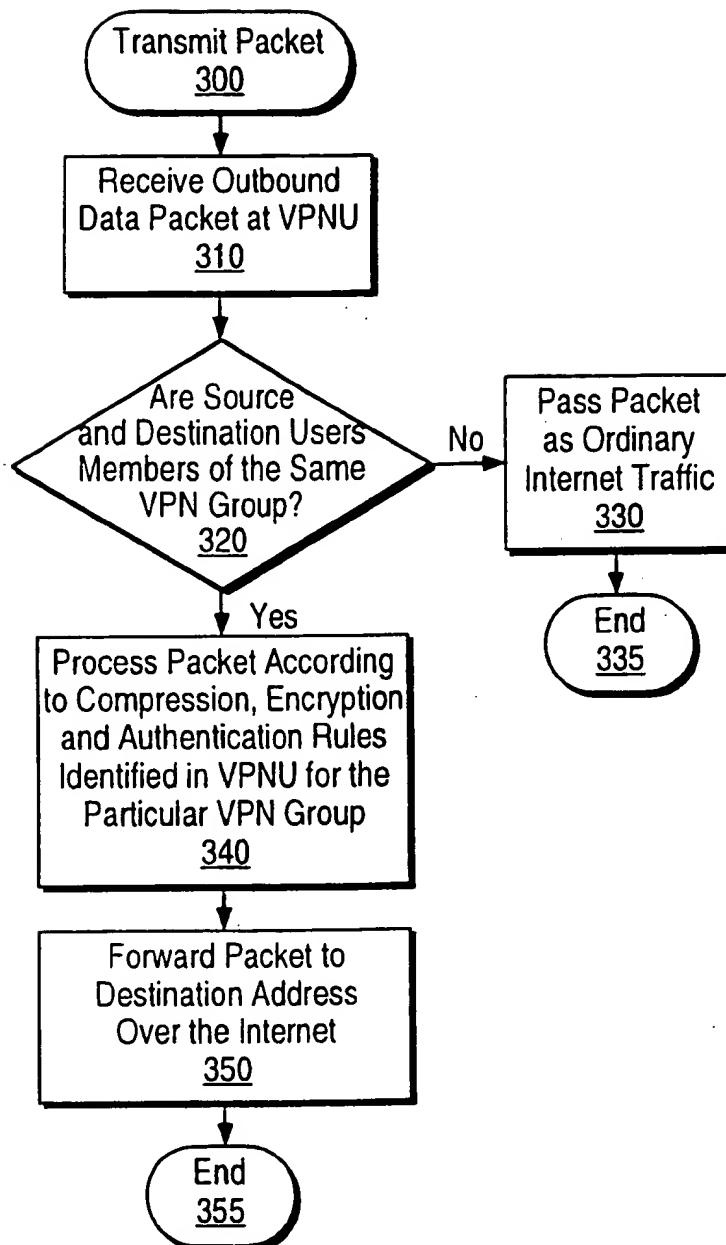 Transmit Packet
300
Receive Outbound
Data Packet at VPNU
310
Are Source
and Destination Users
Members of the Same
VPN Group?
320
No
Pass Packet
as Ordinary
Internet Traffic
330
End
335
Yes
Process Packet According
to Compression, Encryption
and Authentication Rules
Identified in VPNU for the
Particular VPN Group
340
Forward Packet to
Destination Address
Over the Internet
350
End
355